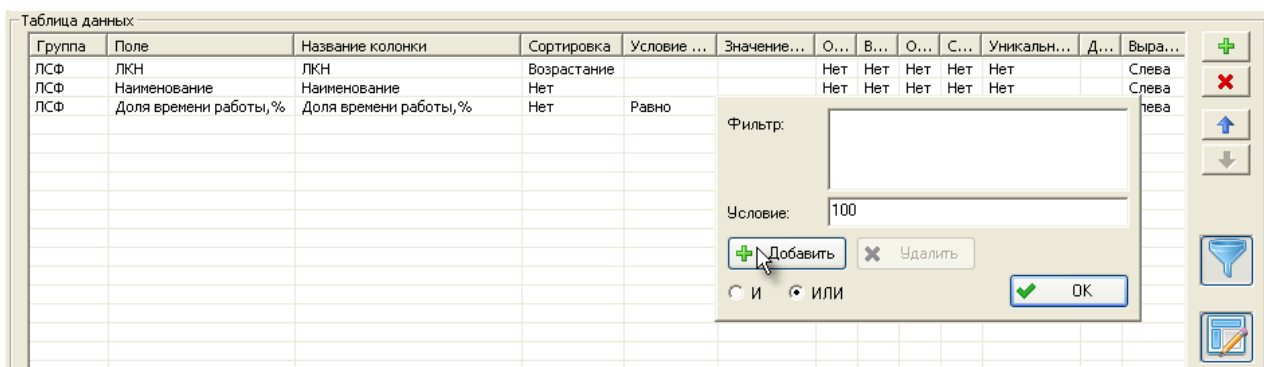 Таблица данных
Группа Поле Название колонки Сортировка Условие ... Значение... О... В... О... С... Уникальн... Д... Выра...
ЛСФ ЛКН ЛКН Возрастание Нет Нет Нет Нет Нет Слева
ЛСФ Наименование Наименование Нет Нет Нет Нет Нет Нет Слева
ЛСФ Доля времени работы,% Доля времени работы,% Нет Равно лева
Фильтр:
Условие: 100
Добавить Удалить
И ИЛИ OK